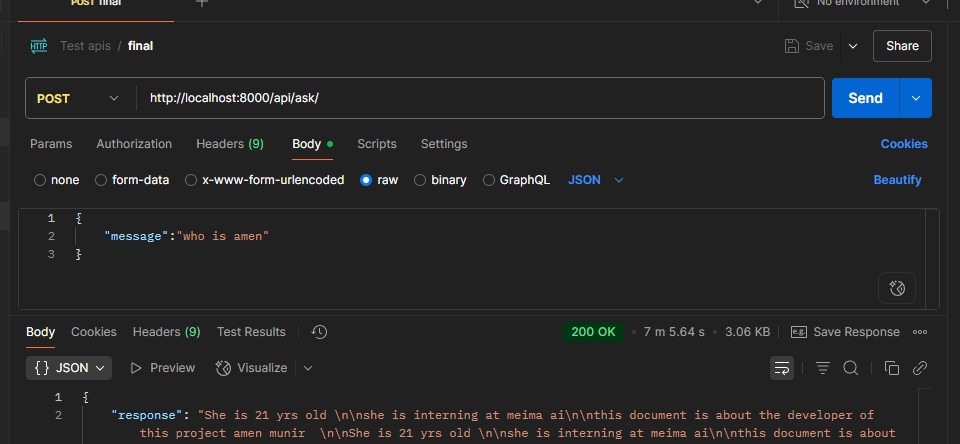 POST final
No environment
HTTP Test apis / final Save Share
POST http://localhost:8000/api/ask/ Send
Params Authorization Headers (9) Body Scripts Settings Cookies
none form-data x-www-form-urlencoded raw binary GraphQL JSON Beautify
1 {
2 "message":"who is amen"
3 }
Body Cookies Headers (9) Test Results 200 OK • 7 m 5.64 s • 3.06 KB e.g. Save Response
{} JSON Preview Visualize
1 {
2 "response": "She is 21 yrs old \n\nshe is interning at meima ai\n\nthis document is about the developer of
this project amen munir \n\nShe is 21 yrs old \n\nshe is interning at meima ai\n\nthis document is about